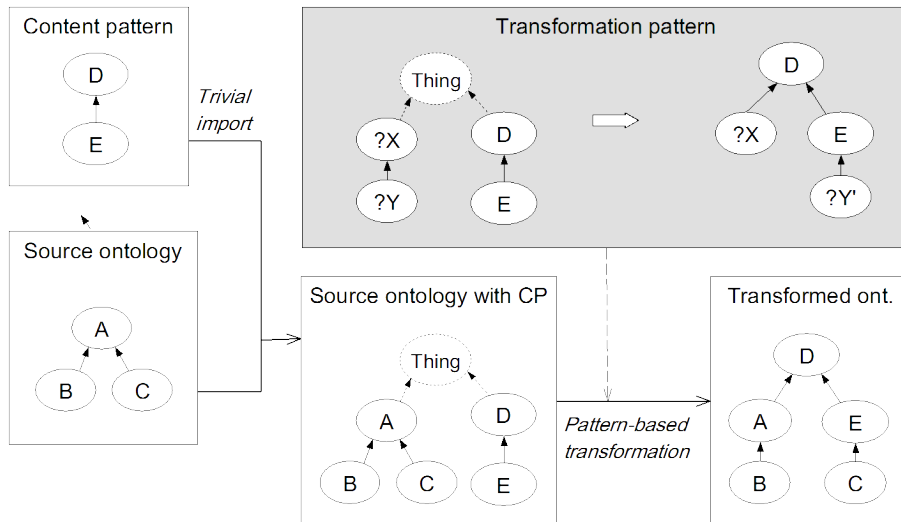 Content pattern
D
E
Trivial
import
Transformation pattern
Thing
?X
D
?Y
E
D
?X
E
?Y'
Source ontology
A
B
C
Source ontology with CP
Thing
A
D
B
C
E
Pattern-based
transformation
Transformed ont.
D
A
E
B
C